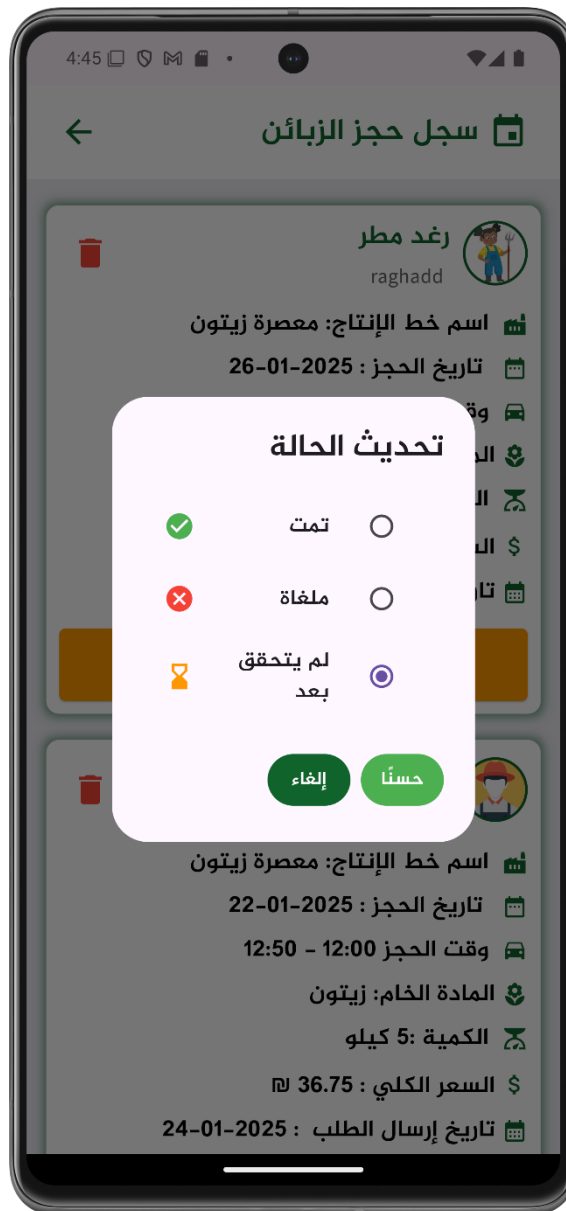 4:45
سجل حجز الزبائن
رغد مطر
raghadd
اسم خط الإنتاج: معصرة زيتون
تاريخ الحجز : 2025-01-26
تحديث الحالة
تمت
ملغاة
لم يتحقق
بعد
حسنًا
إلغاء
اسم خط الإنتاج: معصرة زيتون
تاريخ الحجز : 2025-01-22
وقت الحجز 12:00 - 12:50
المادة الخام: زيتون
الكمية :5 كيلو
$ السعر الكلي : 36.75 ₪
تاريخ إرسال الطلب : 2025-01-24